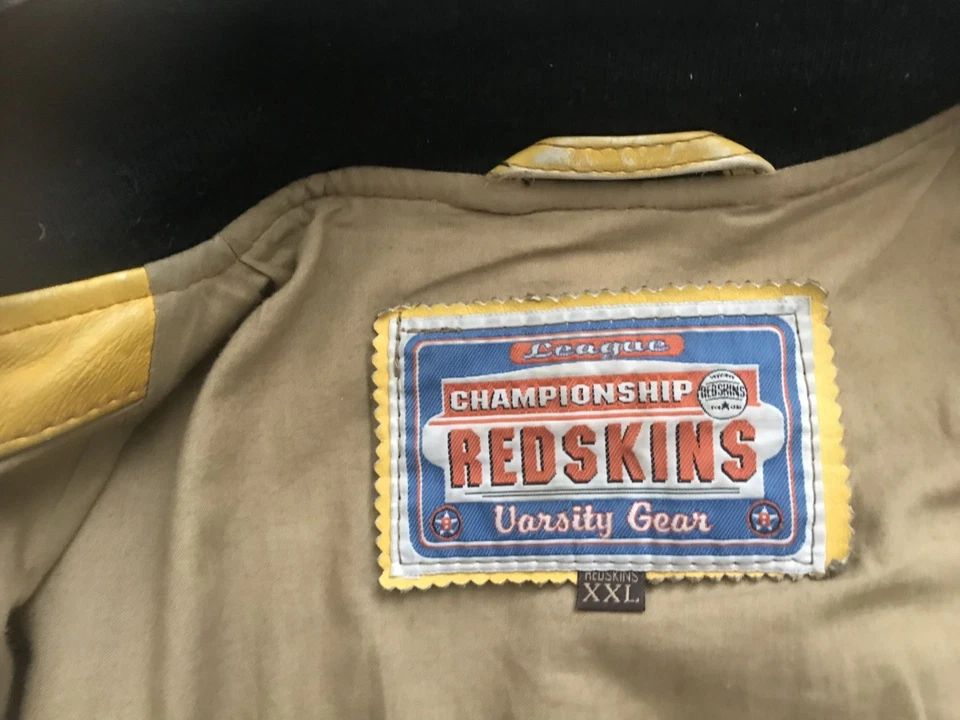 League
CHAMPIONSHIP
REDSKINS
REDSKINS
Varsity Gear
REDSKINS
XXL